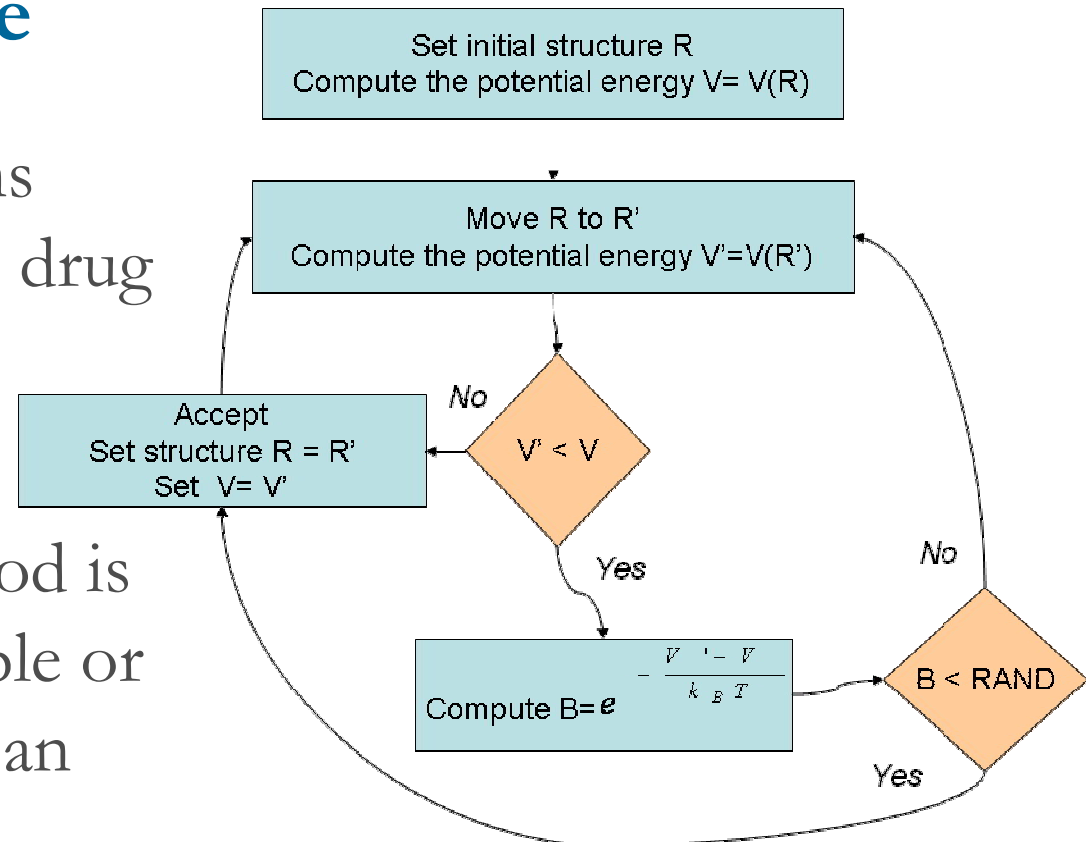 e
Set initial structure R
Compute the potential energy V= V(R)
ns
drug
Move R to R’
Compute the potential energy V’=V(R’)
No
Accept
Set structure R = R’
Set V= V’
V’ < V
Yes
od is
ple or
an
Compute B=e - V ' - V / k B T
No
B < RAND
Yes